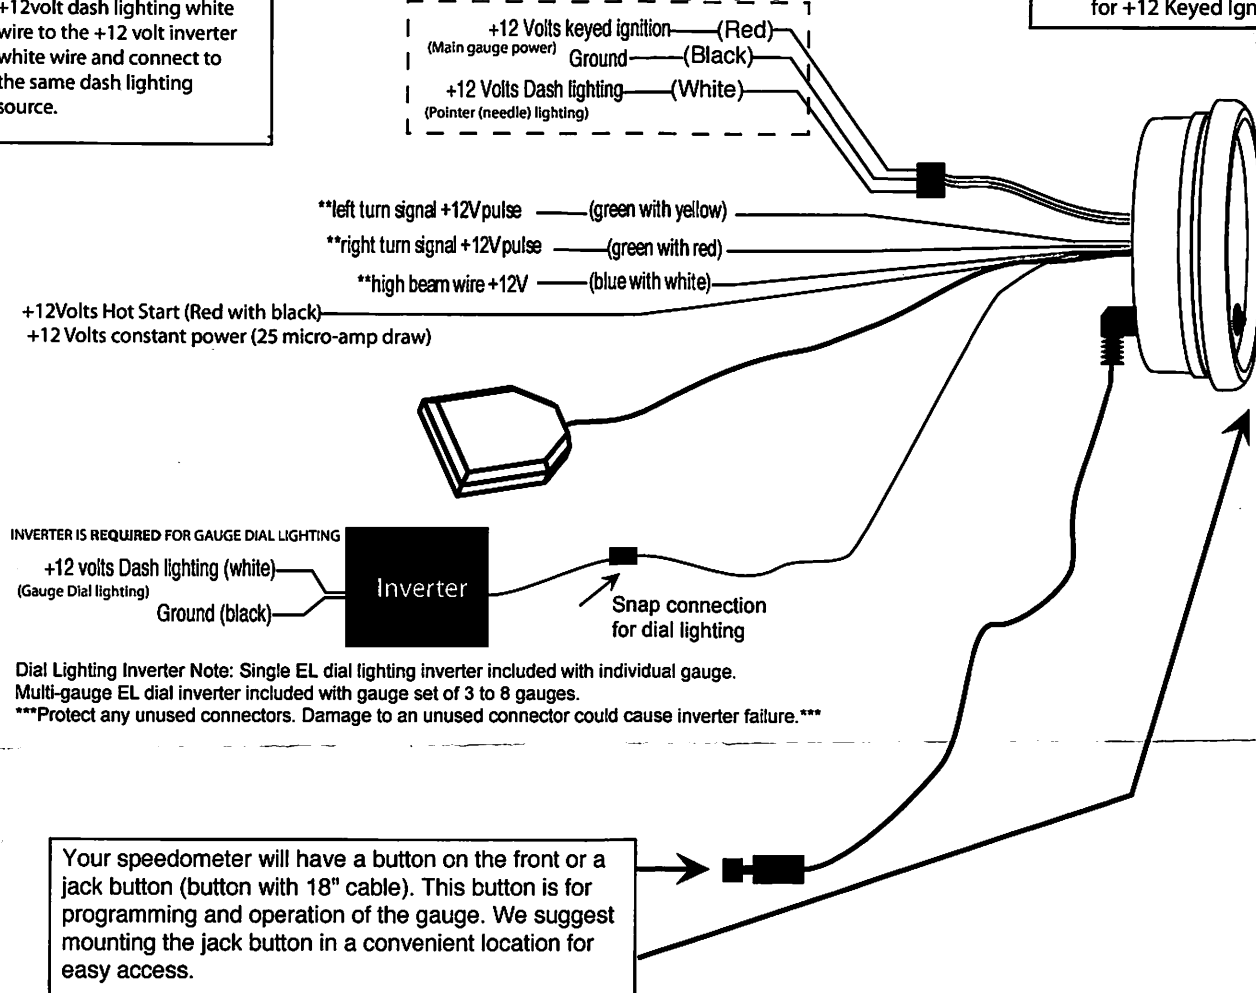 +12volt dash lighting white
wire to the +12 volt inverter
white wire and connect to
the same dash lighting
source.
+12 Volts keyed ignition (Red)
(Main gauge power)
Ground (Black)
+12 Volts Dash lighting (White)
(Pointer (needle) lighting)
for +12 Keyed Ign
**left turn signal +12Vpulse (green with yellow)
**right turn signal +12Vpulse (green with red)
**high beam wire +12V (blue with white)
+12Volts Hot Start (Red with black)
+12 Volts constant power (25 micro-amp draw)
INVERTER IS REQUIRED FOR GAUGE DIAL LIGHTING
+12 volts Dash lighting (white)
(Gauge Dial lighting)
Ground (black)
Inverter
Snap connection
for dial lighting
Dial Lighting Inverter Note: Single EL dial lighting inverter included with individual gauge.
Multi-gauge EL dial inverter included with gauge set of 3 to 8 gauges.
***Protect any unused connectors. Damage to an unused connector could cause inverter failure.***
Your speedometer will have a button on the front or a
jack button (button with 18" cable). This button is for
programming and operation of the gauge. We suggest
mounting the jack button in a convenient location for
easy access.